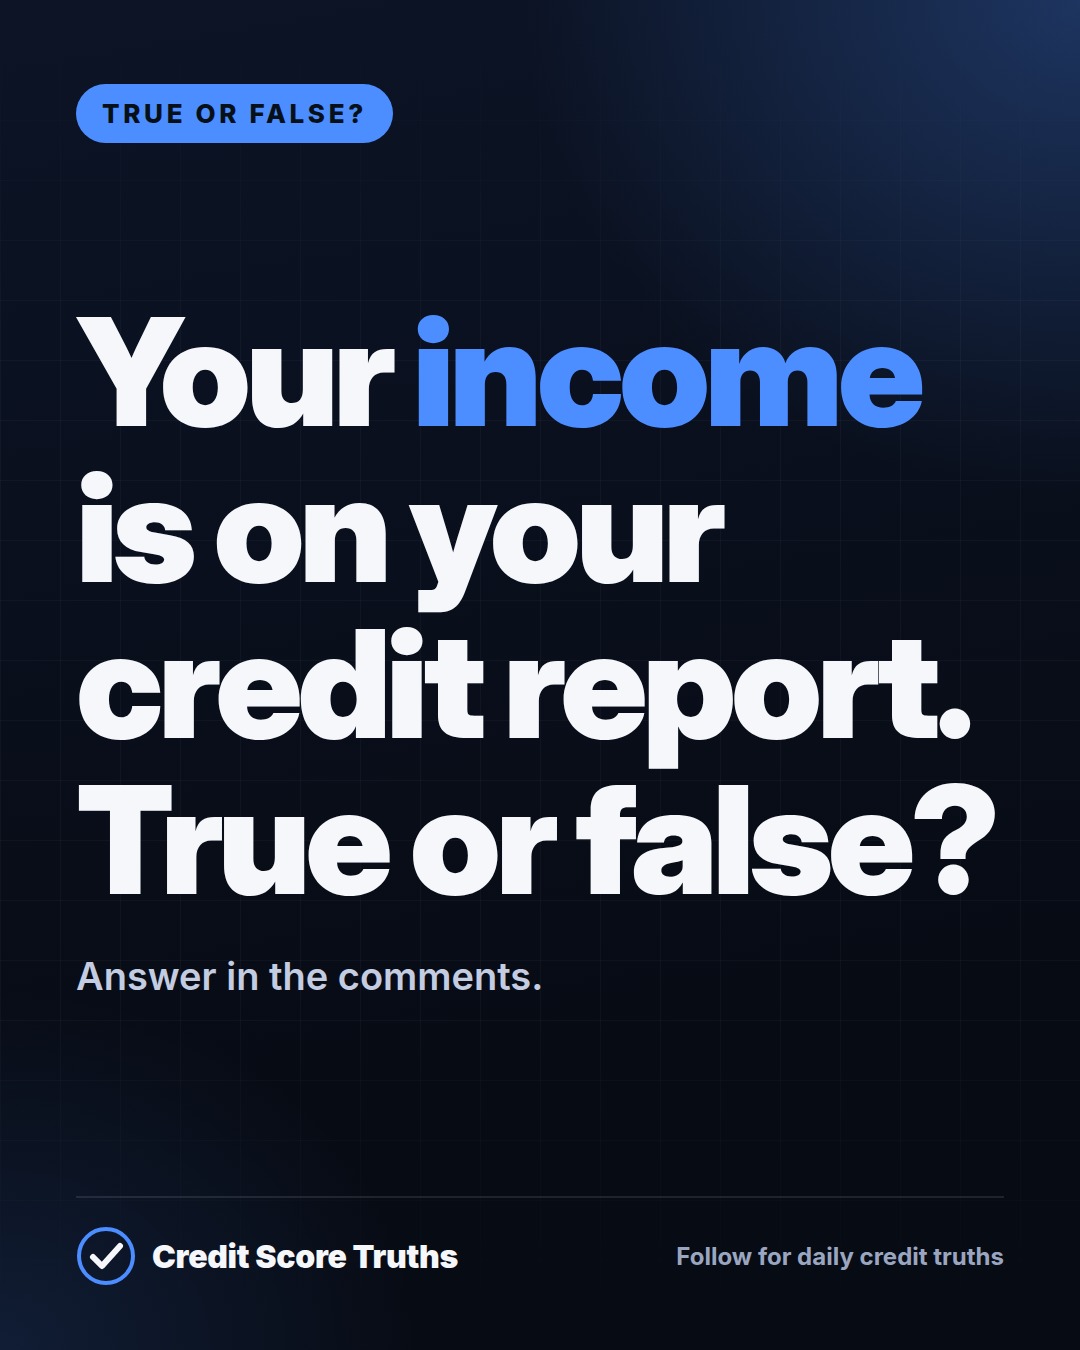 TRUE OR FALSE?
Your income
is on your
credit report.
True or false?
Answer in the comments.
Credit Score Truths
Follow for daily credit truths